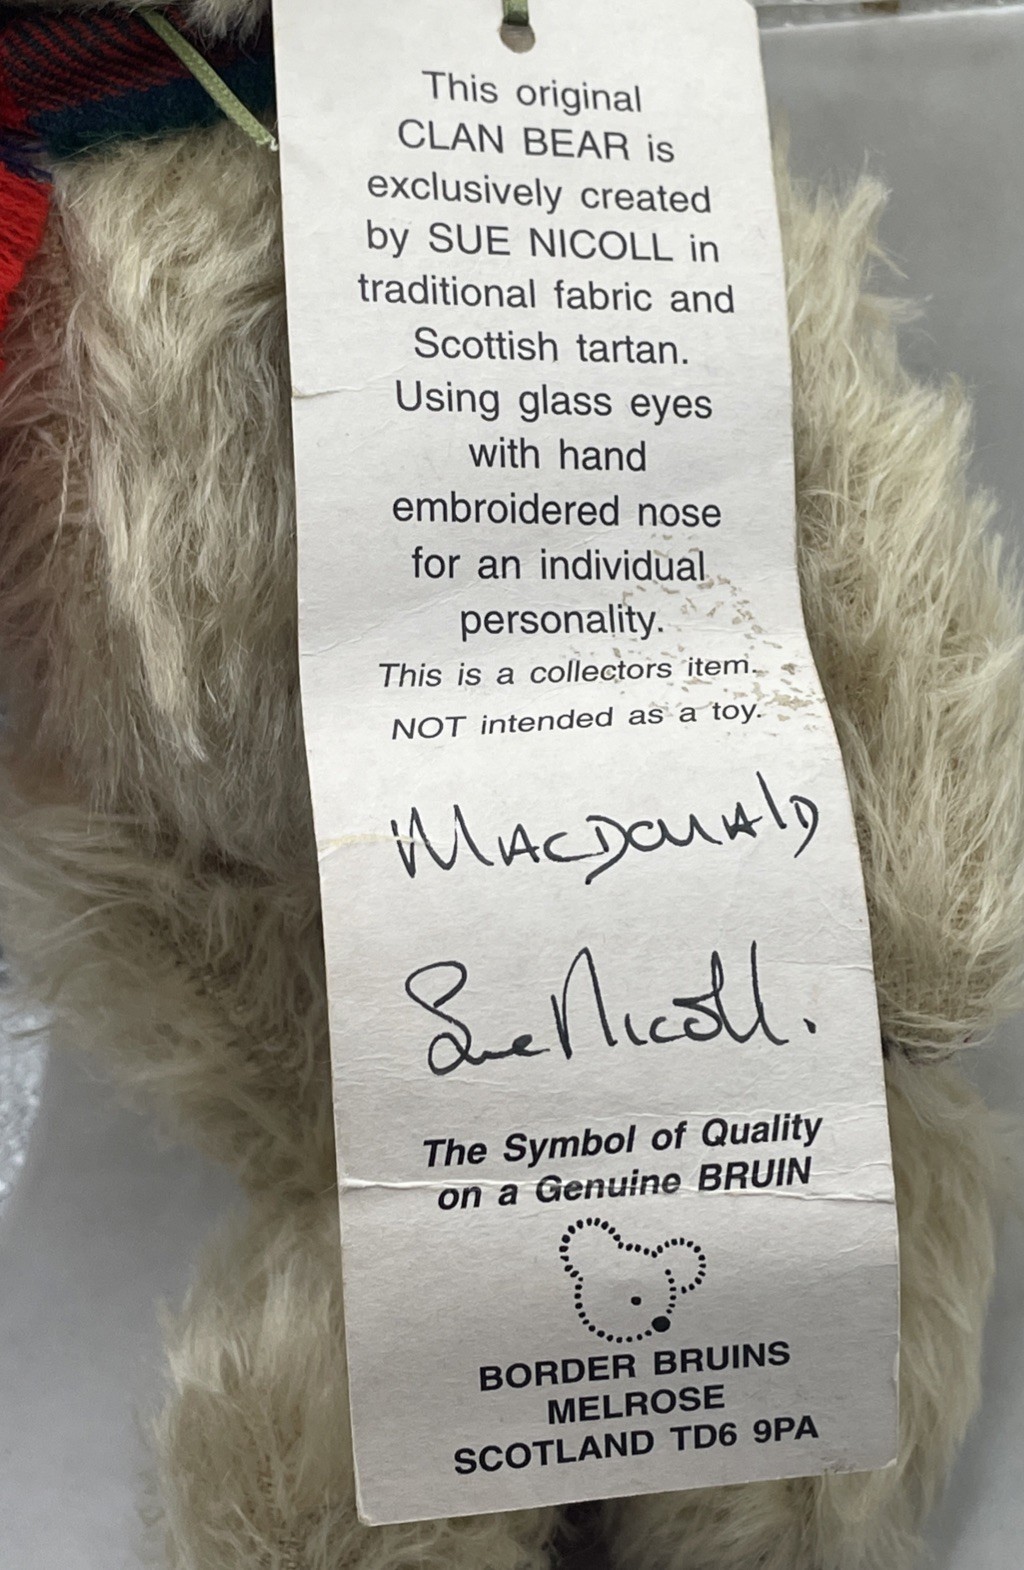 This original
CLAN BEAR is
exclusively created
by SUE NICOLL in
traditional fabric and
Scottish tartan.
Using glass eyes
with hand
embroidered nose
for an individual
personality.
This is a collectors item.
NOT intended as a toy.
MACDONAlD
Sue Nicoll.
The Symbol of Quality
on a Genuine BRUIN
BORDER BRUINS
MELROSE
SCOTLAND TD6 9PA